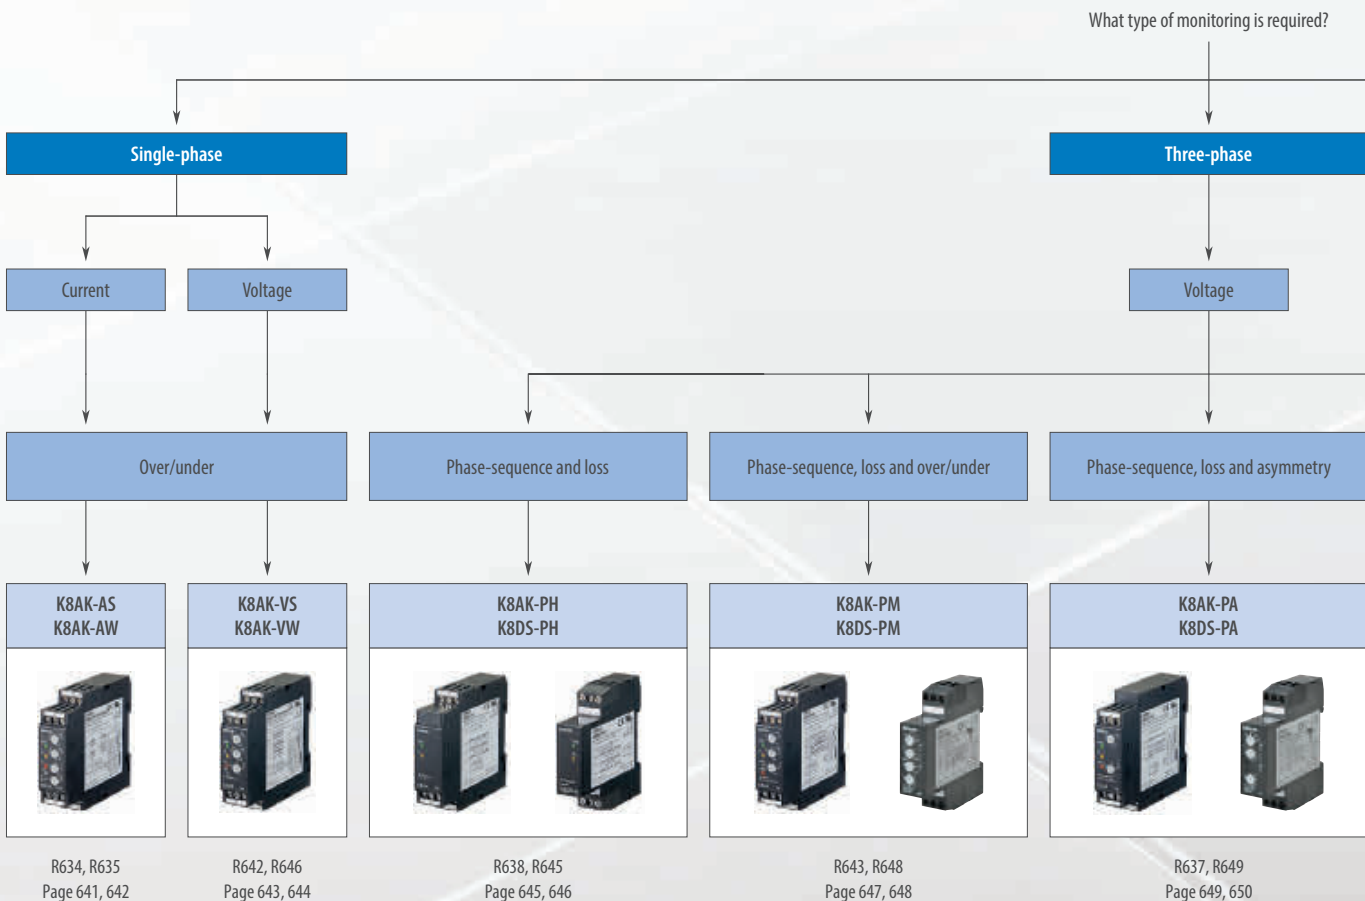 What type of monitoring is required?
Single-phase
Three-phase
Current
Voltage
Voltage
Over/under
Phase-sequence and loss
Phase-sequence, loss and over/under
Phase-sequence, loss and asymmetry
K8AK-AS
K8AK-AW
K8AK-VS
K8AK-VW
K8AK-PH
K8DS-PH
K8AK-PM
K8DS-PM
K8AK-PA
K8DS-PA
R634, R635
Page 641, 642
R642, R646
Page 643, 644
R638, R645
Page 645, 646
R643, R648
Page 647, 648
R637, R649
Page 649, 650